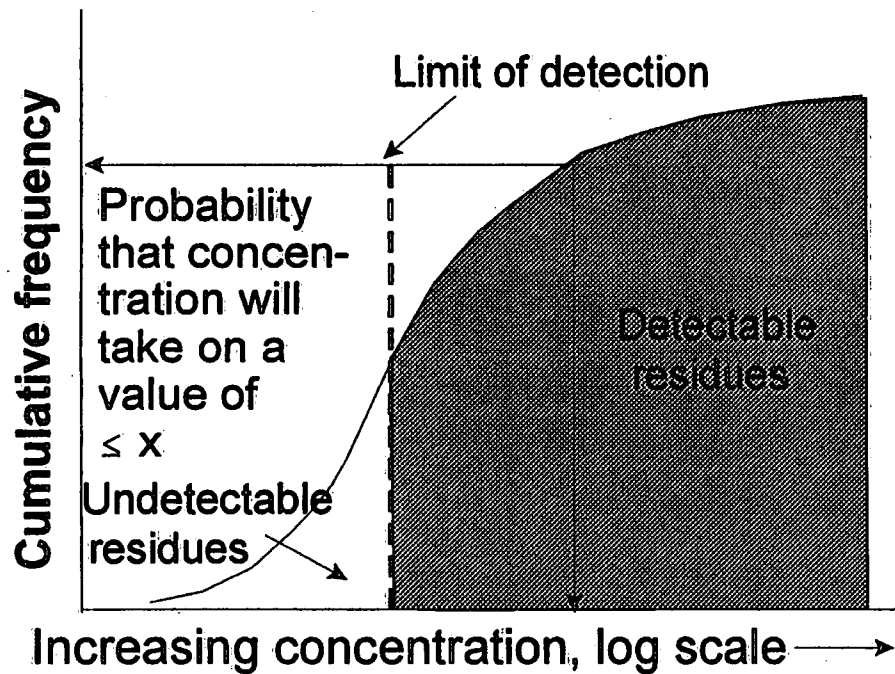 Cumulative frequency
Limit of detection
Probability
that concen-
tration will
take on a
value of
≤ x
Undetectable
residues
Detectable
residues
Increasing concentration, log scale